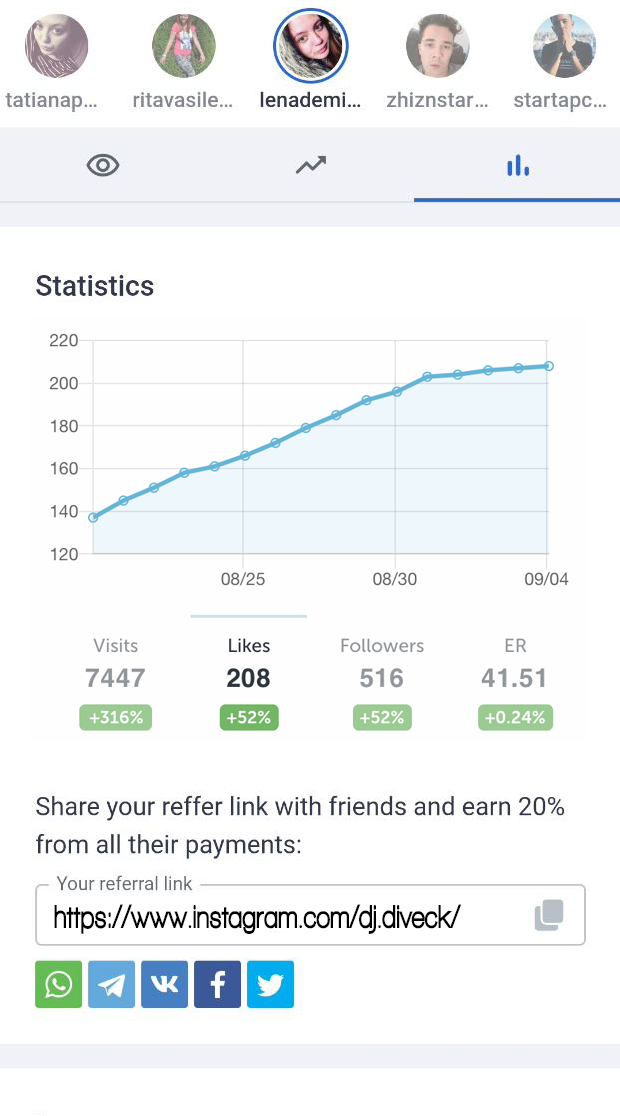 tatianap... ritavasile... lenademi... zhiznstar... startapc...
Statistics
220
200
180
160
140
120
08/25 08/30 09/04
Visits Likes Followers ER
7447 208 516 41.51
+316% +52% +52% +0.24%
Share your reffer link with friends and earn 20%
from all their payments:
Your referral link
https://www.instagram.com/dj.diveck/